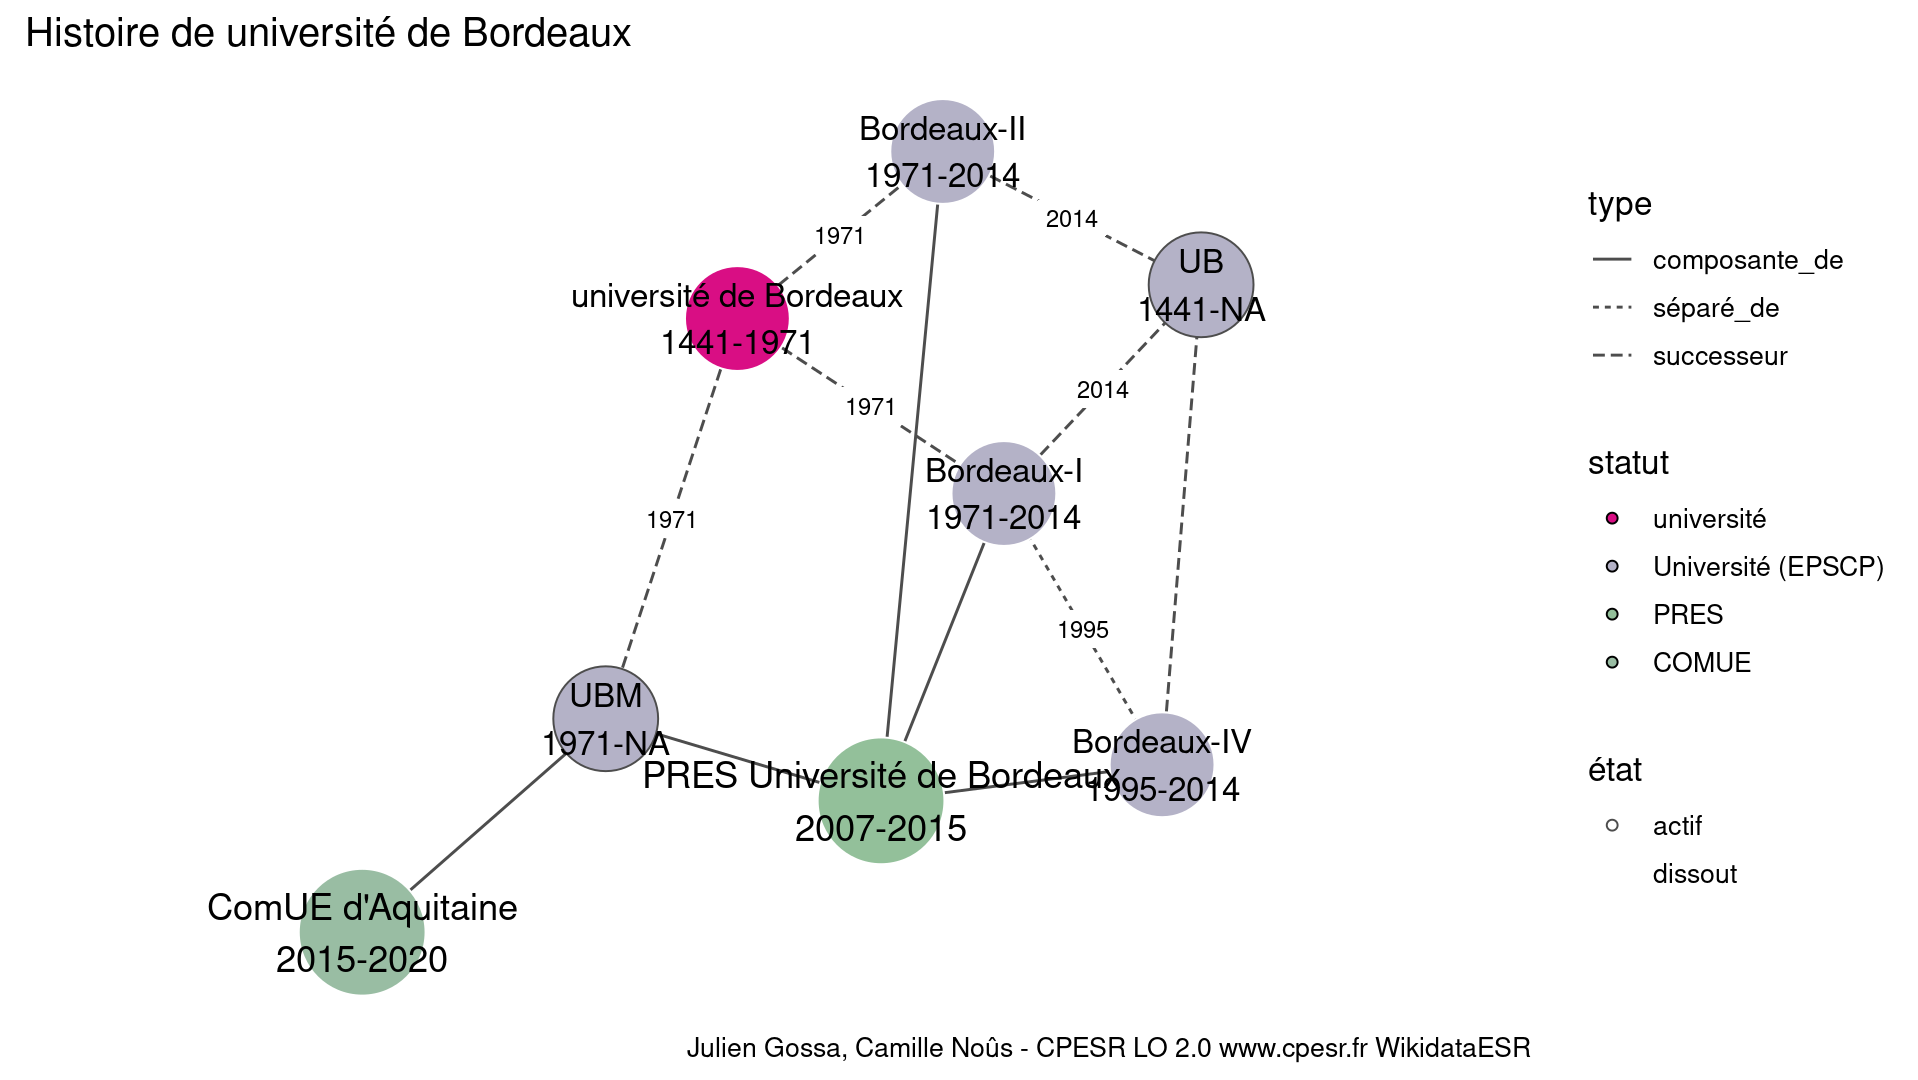 Histoire de université de Bordeaux
Bordeaux-II
1971-2014
2014
1971
UB
1441-NA
université de Bordeaux
1441-1971
2014
1971
Bordeaux-I
1971-2014
1971
1995
UBM
1971-NA
Bordeaux-IV
1995-2014
PRES Université de Bordeaux
2007-2015
ComUE d'Aquitaine
2015-2020
type
composante_de
séparé_de
successeur
statut
université
Université (EPSCP)
PRES
COMUE
état
actif
dissout
Julien Gossa, Camille Noûs - CPESR LO 2.0 www.cpesr.fr WikidataESR